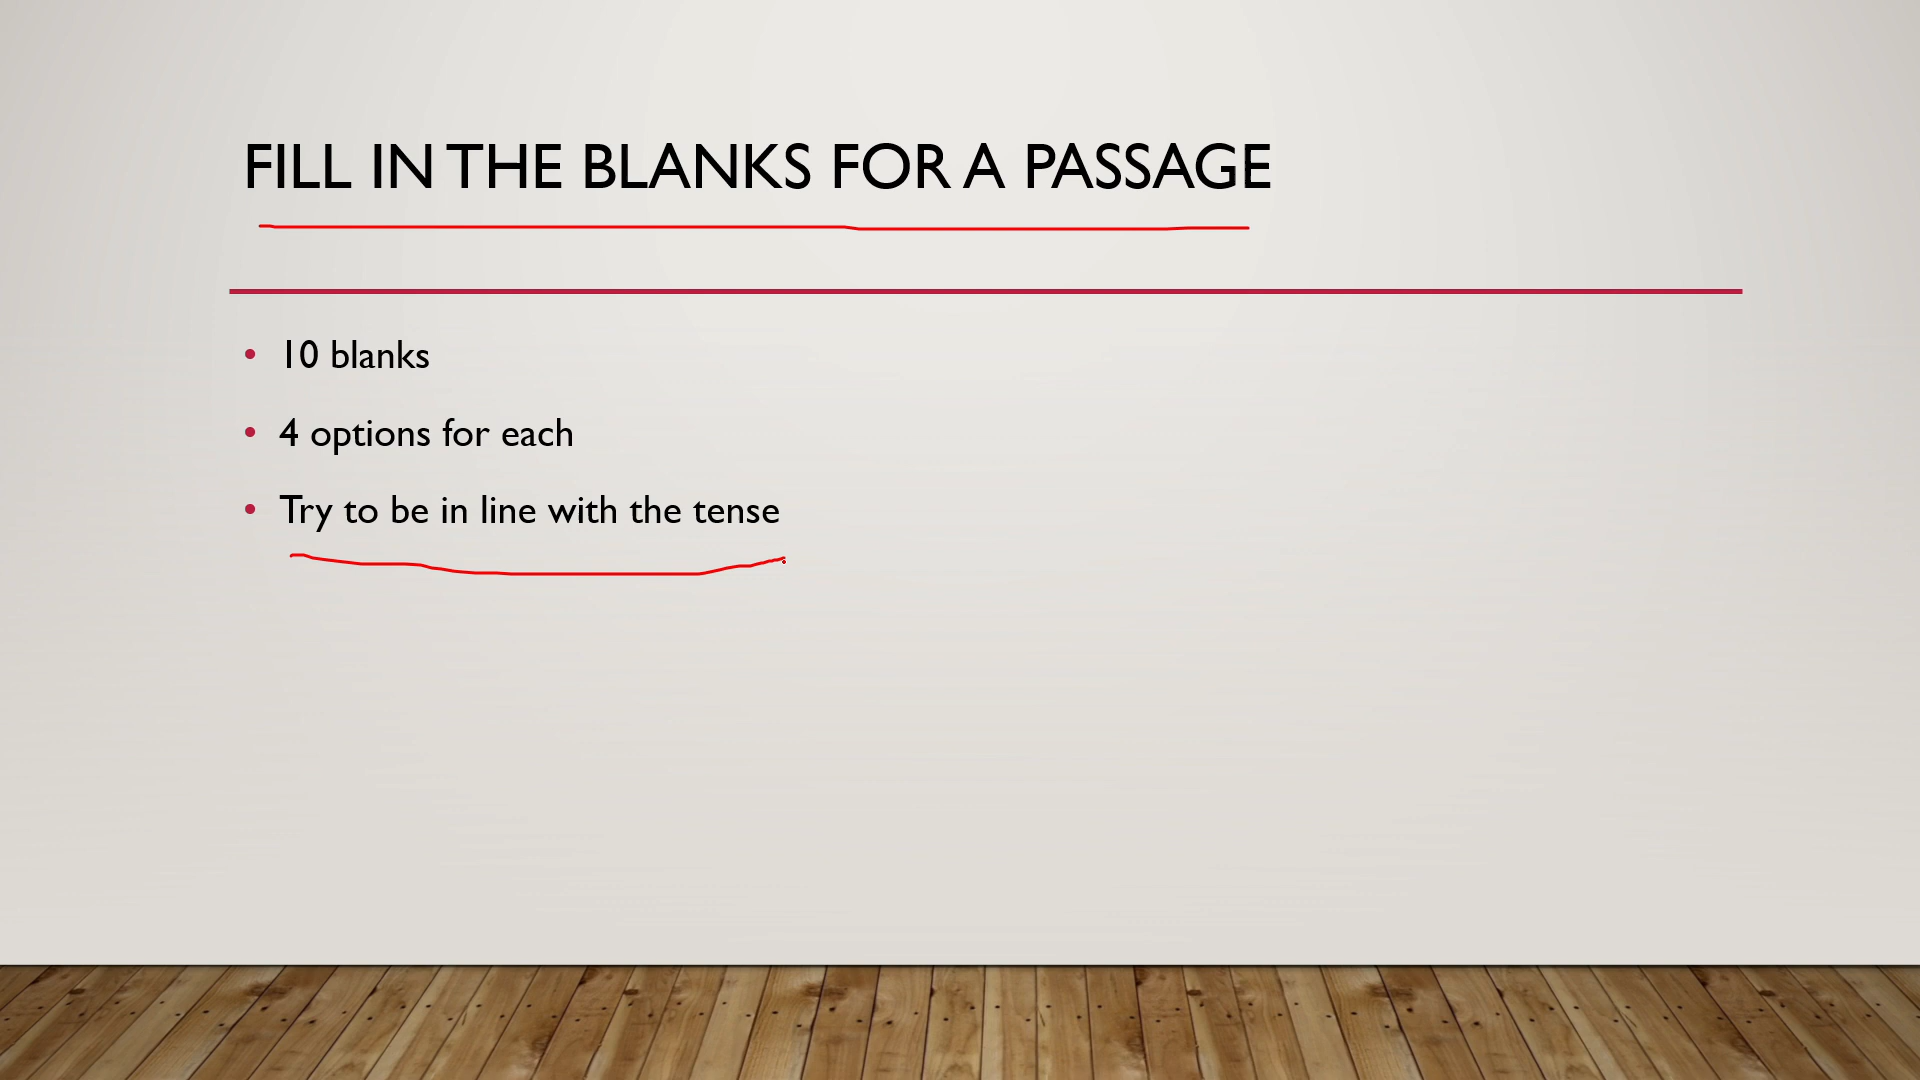 FILL IN THE BLANKS FOR A PASSAGE
• 10 blanks
• 4 options for each
• Try to be in line with the tense